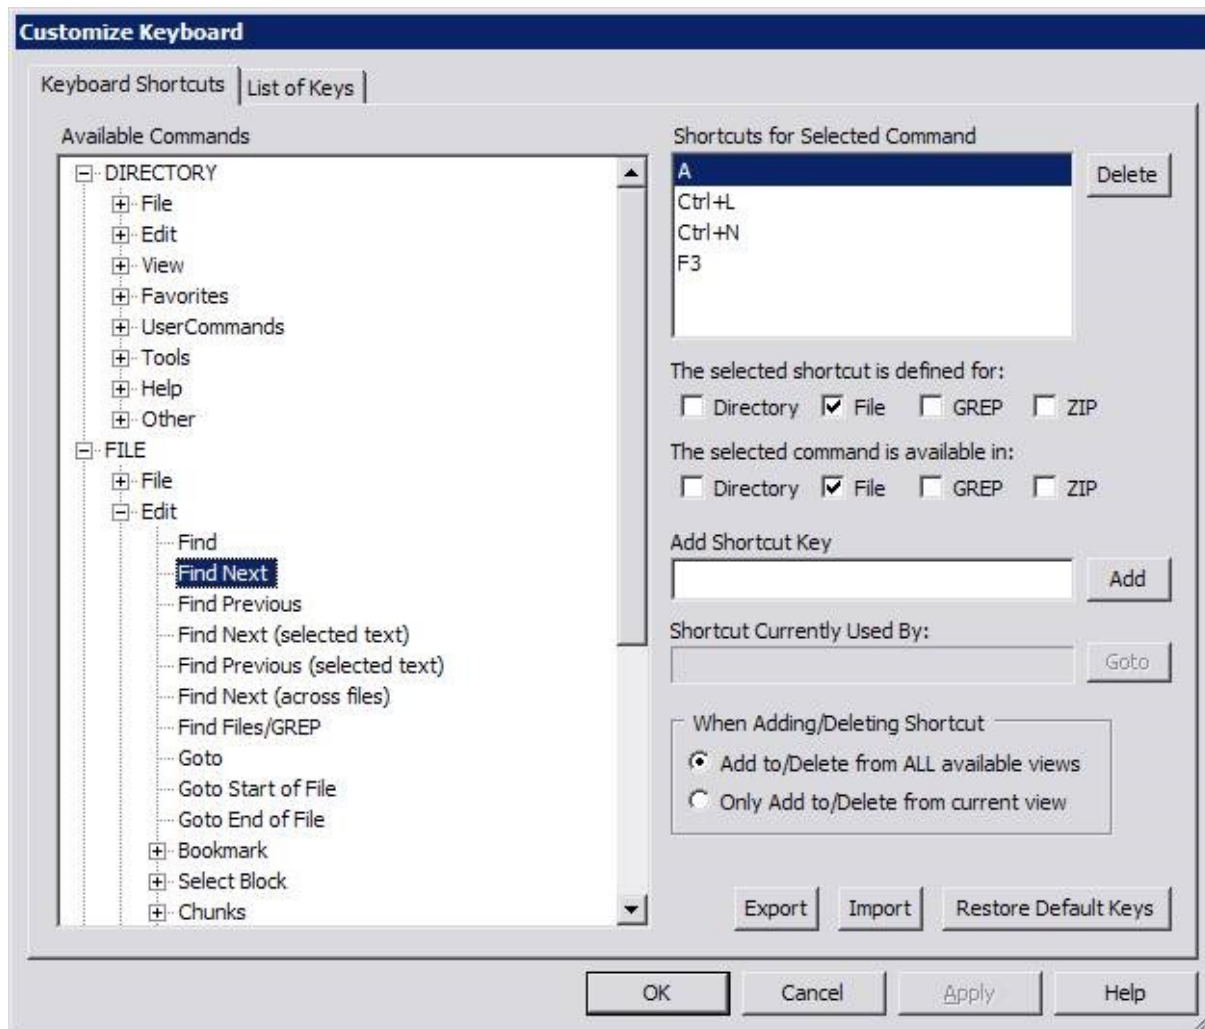 Customize Keyboard
Keyboard Shortcuts
List of Keys
Available Commands
DIRECTORY
File
Edit
View
Favorites
UserCommands
Tools
Help
Other
FILE
File
Edit
Find
Find Next
Find Previous
Find Next (selected text)
Find Previous (selected text)
Find Next (across files)
Find Files/GREP
Goto
Goto Start of File
Goto End of File
Bookmark
Select Block
Chunks
Shortcuts for Selected Command
A
Ctrl+L
Ctrl+N
F3
Delete
The selected shortcut is defined for:
Directory File GREP ZIP
The selected command is available in:
Directory File GREP ZIP
Add Shortcut Key
Add
Shortcut Currently Used By:
Goto
When Adding/Deleting Shortcut
Add to/Delete from ALL available views
Only Add to/Delete from current view
Export Import Restore Default Keys
OK Cancel Apply Help